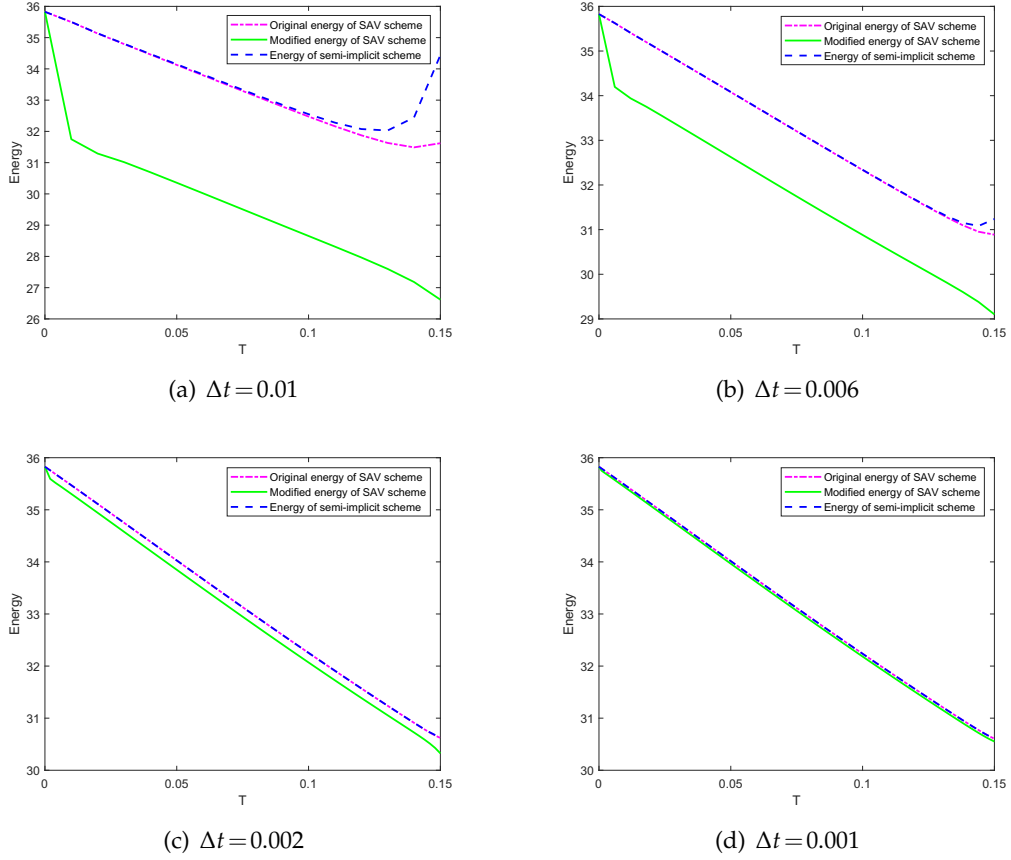 36
35
34
33
32
31
30
29
28
27
26
Energy
0
0.05
0.1
0.15
T
Original energy of SAV scheme
Modified energy of SAV scheme
Energy of semi-implicit scheme
(a) Δt=0.01
36
35
34
33
32
31
30
29
Energy
0
0.05
0.1
0.15
T
Original energy of SAV scheme
Modified energy of SAV scheme
Energy of semi-implicit scheme
(b) Δt=0.006
36
35
34
33
32
31
30
Energy
0
0.05
0.1
0.15
T
Original energy of SAV scheme
Modified energy of SAV scheme
Energy of semi-implicit scheme
(c) Δt=0.002
36
35
34
33
32
31
30
Energy
0
0.05
0.1
0.15
T
Original energy of SAV scheme
Modified energy of SAV scheme
Energy of semi-implicit scheme
(d) Δt=0.001